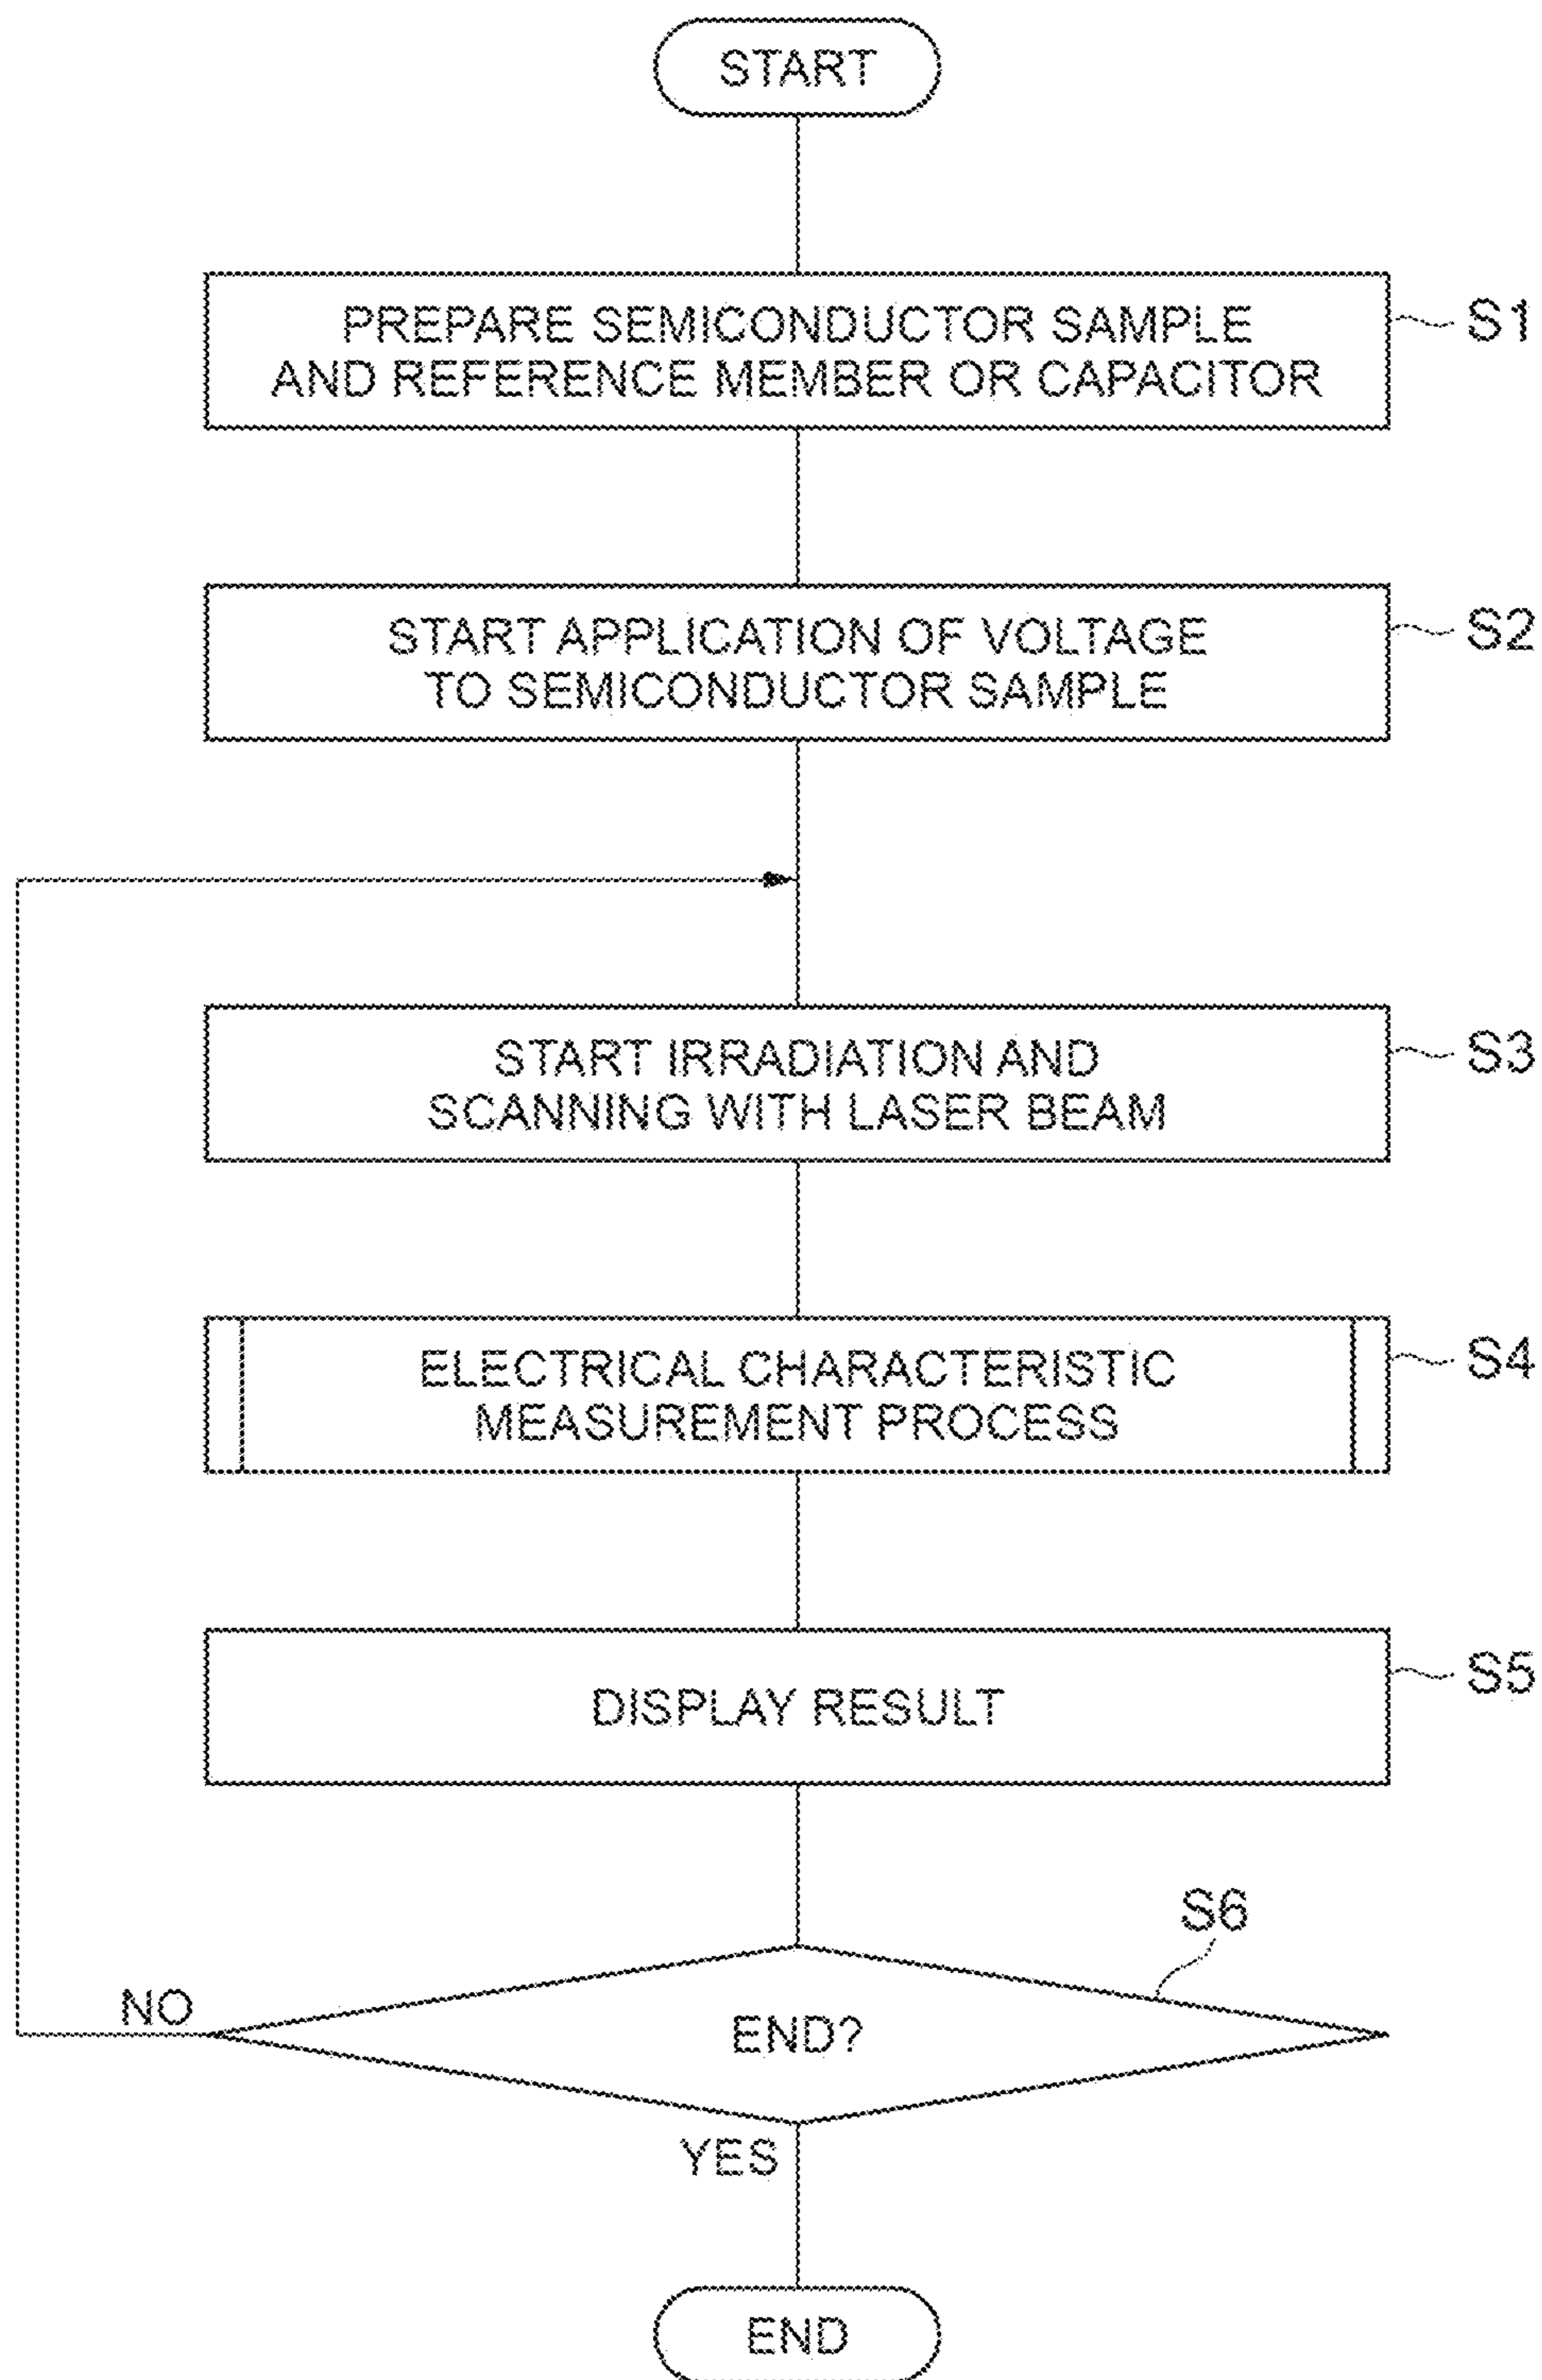 START
PREPARE SEMICONDUCTOR SAMPLE
AND REFERENCE MEMBER OR CAPACITOR
S1
START APPLICATION OF VOLTAGE
TO SEMICONDUCTOR SAMPLE
S2
START IRRADIATION AND
SCANNING WITH LASER BEAM
S3
ELECTRICAL CHARACTERISTIC
MEASUREMENT PROCESS
S4
DISPLAY RESULT
S5
S6
NO
END?
YES
END